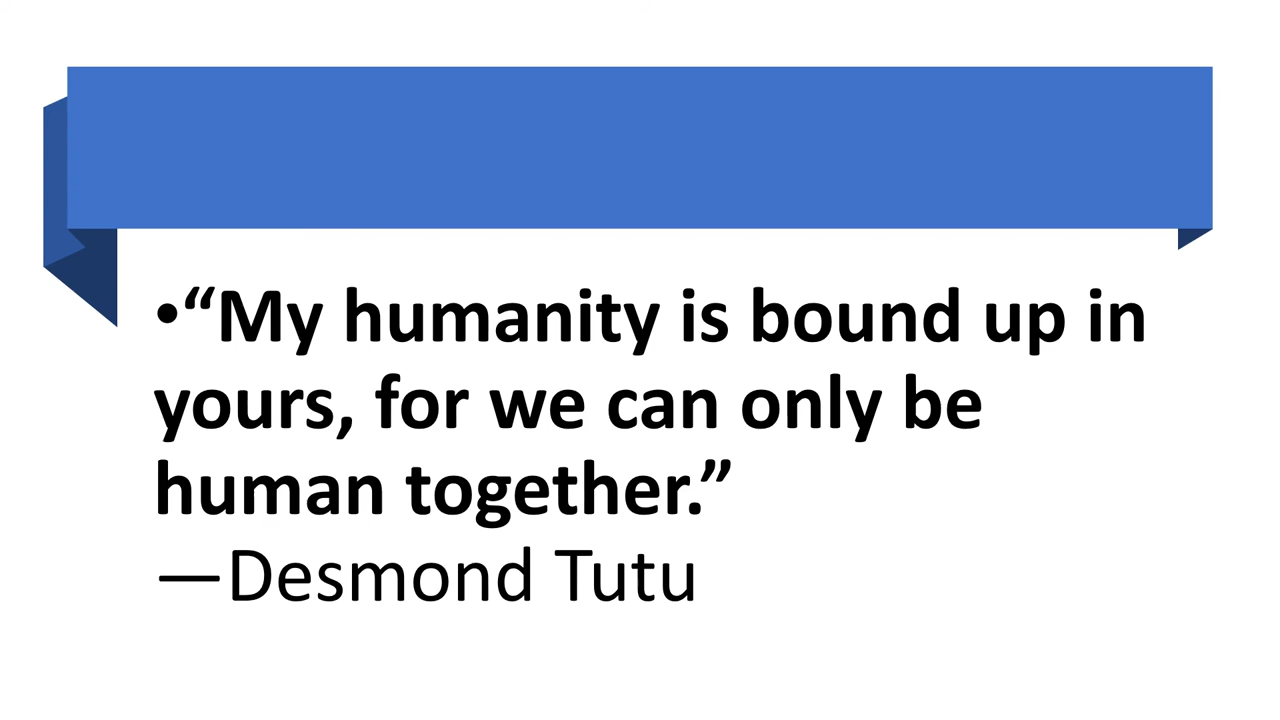 •“My humanity is bound up in
yours, for we can only be
human together.”
—Desmond Tutu